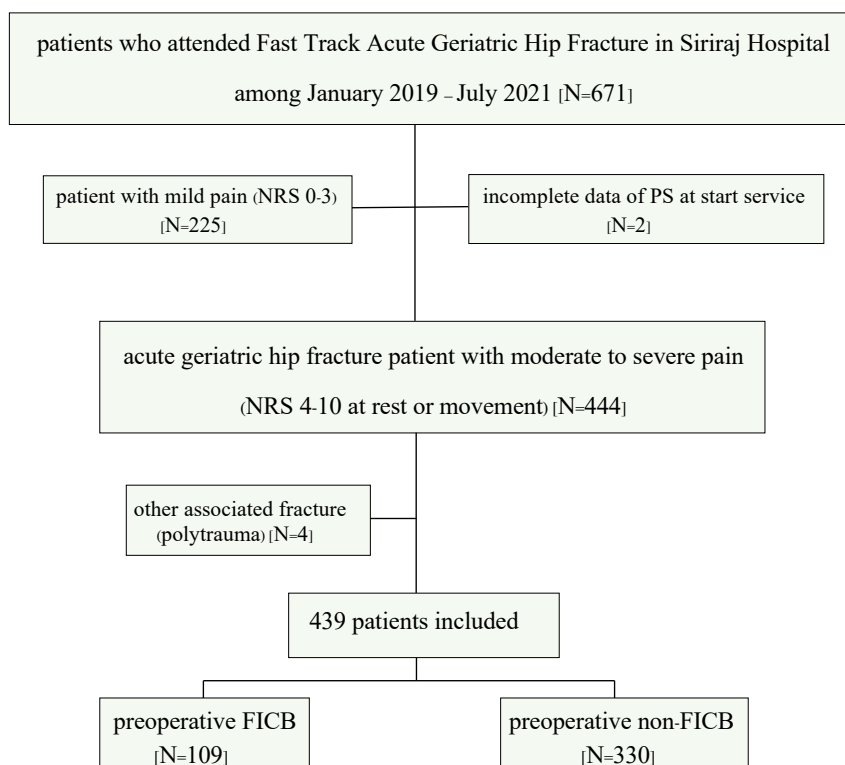 patients who attended Fast Track Acute Geriatric Hip Fracture in Siriraj Hospital
among January 2019 – July 2021 [N=671]
patient with mild pain (NRS 0-3)
[N=225]
incomplete data of PS at start service
[N=2]
acute geriatric hip fracture patient with moderate to severe pain
(NRS 4-10 at rest or movement) [N=444]
other associated fracture
(polytrauma) [N=4]
439 patients included
preoperative FICB
[N=109]
preoperative non-FICB
[N=330]